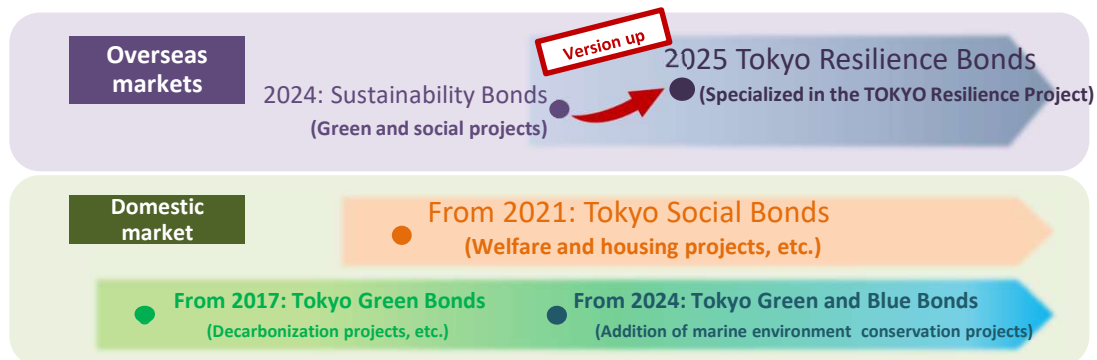 Overseas
markets
Version up
2025 Tokyo Resilience Bonds
(Specialized in the TOKYO Resilience Project)
2024: Sustainability Bonds
(Green and social projects)
Domestic
market
From 2021: Tokyo Social Bonds
(Welfare and housing projects, etc.)
From 2017: Tokyo Green Bonds
(Decarbonization projects, etc.)
From 2024: Tokyo Green and Blue Bonds
(Addition of marine environment conservation projects)